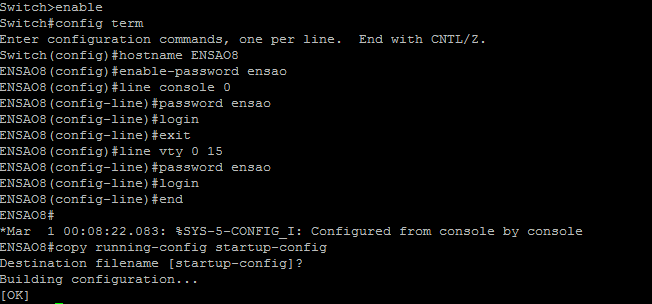 Switch>enable
Switch#config term
Enter configuration commands, one per line.  End with CNTL/Z.
Switch(config)#hostname ENSAO8
ENSAO8(config)#enable-password ensao
ENSAO8(config)#line console 0
ENSAO8(config-line)#password ensao
ENSAO8(config-line)#login
ENSAO8(config-line)#exit
ENSAO8(config)#line vty 0 15
ENSAO8(config-line)#password ensao
ENSAO8(config-line)#login
ENSAO8(config-line)#end
ENSAO8#
*Mar  1 00:08:22.083: %SYS-5-CONFIG_I: Configured from console by console
ENSAO8#copy running-config startup-config
Destination filename [startup-config]?
Building configuration...
[OK]